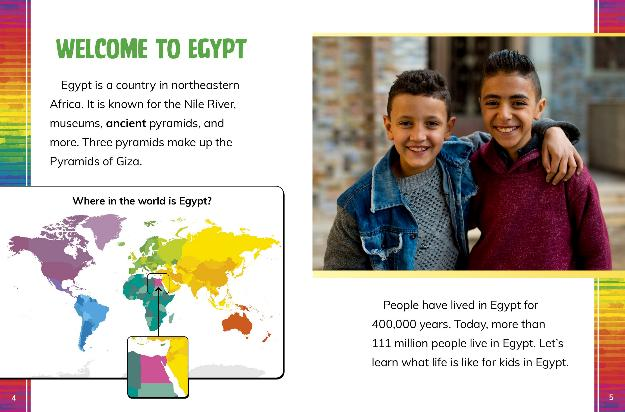 WELCOME TO EGYPT
Egypt is a country in northeastern
Africa. It is known for the Nile River,
museums, ancient pyramids, and
more. Three pyramids make up the
Pyramids of Giza.
Where in the world is Egypt?
4
People have lived in Egypt for
400,000 years. Today, more than
111 million people live in Egypt. Let's
learn what life is like for kids in Egypt.
5